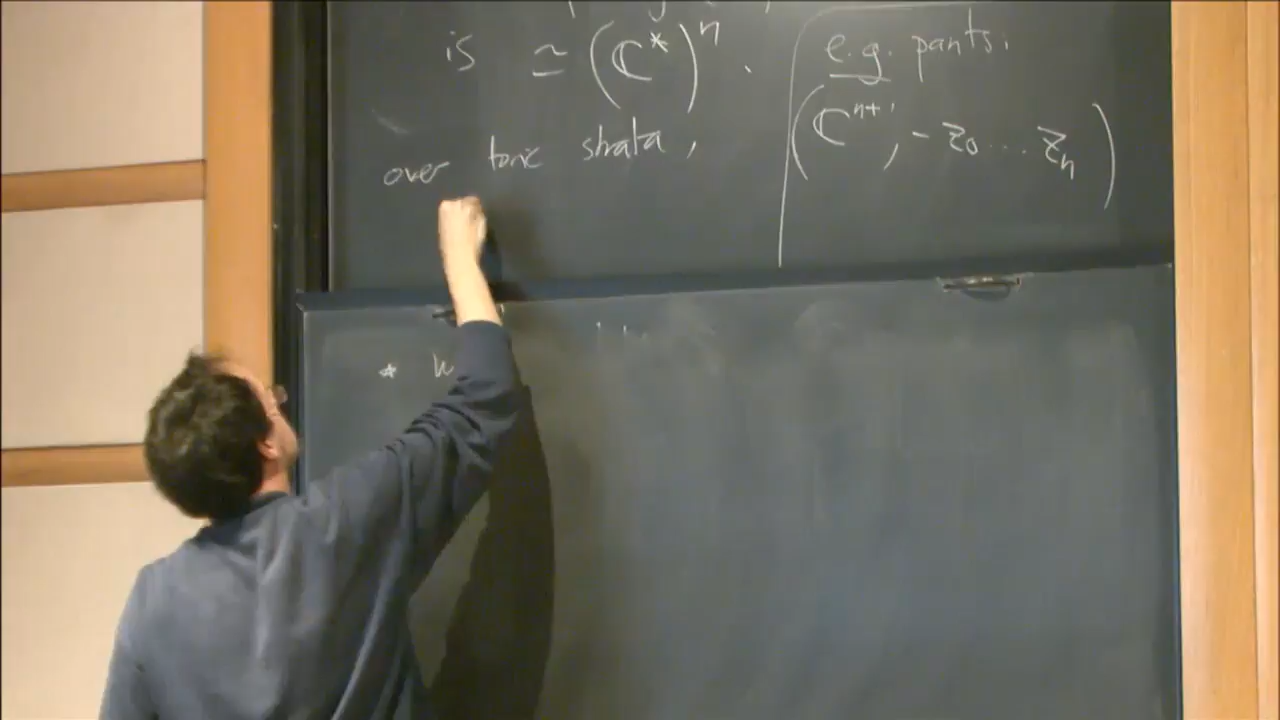 is ≃ (ℂ*)ⁿ .
over toric strata,
e.g. pants:
(ℂⁿ⁺¹, -z₀...zₙ)
* W